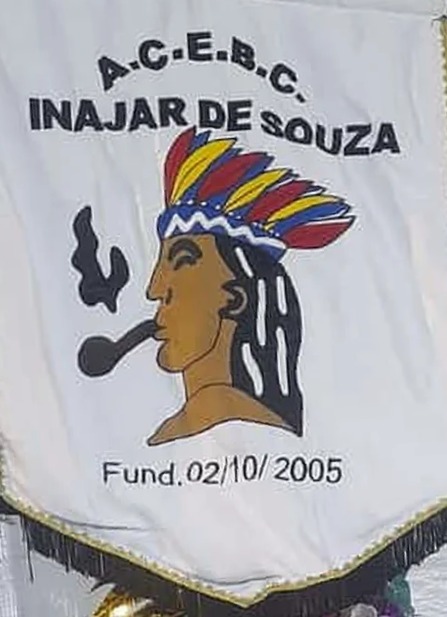 A.C.E.B.C.
INAJAR DE SOUZA
Fund. 02/10/2005